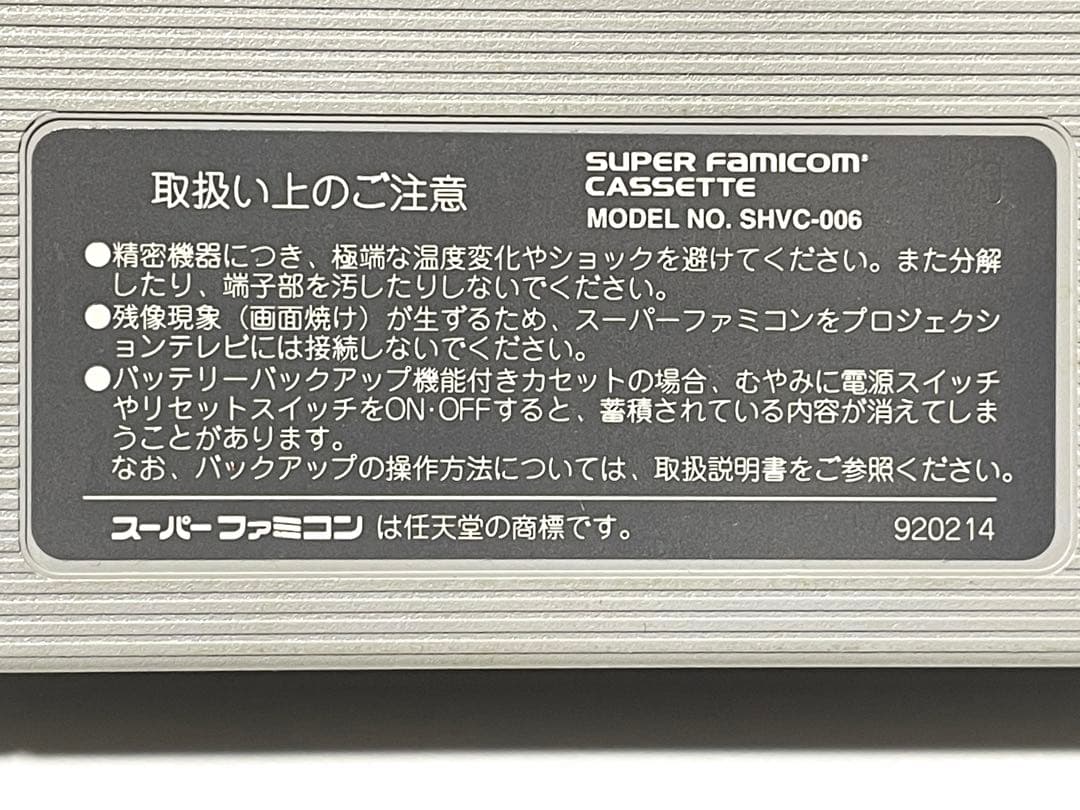 取扱い上のご注意
SUPER FAMICOM
CASSETTE
MODEL NO. SHVC-006
●精密機器につき、極端な温度変化やショックを避けてください。また分解
したり、端子部を汚したりしないでください。
●残像現象（画面焼け）が生ずるため、スーパーファミコンをプロジェクシ
ョンテレビには接続しないでください。
●バッテリーバックアップ機能付きカセットの場合、むやみに電源スイッチ
やリセットスイッチをON·OFFすると、蓄積されている内容が消えてしま
うことがあります。
なお、バックアップの操作方法については、取扱説明書をご参照ください。
スーパーファミコン は任天堂の商標です。
920214